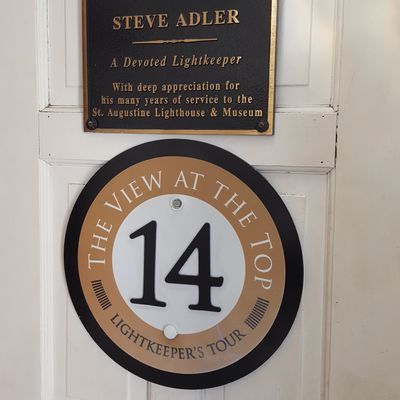 STEVE ADLER
A Devoted Lightkeeper
With deep appreciation for
his many years of service to the
St. Augustine Lighthouse & Museum
THE VIEW AT THE TOP
14
LIGHTKEEPER'S TOUR